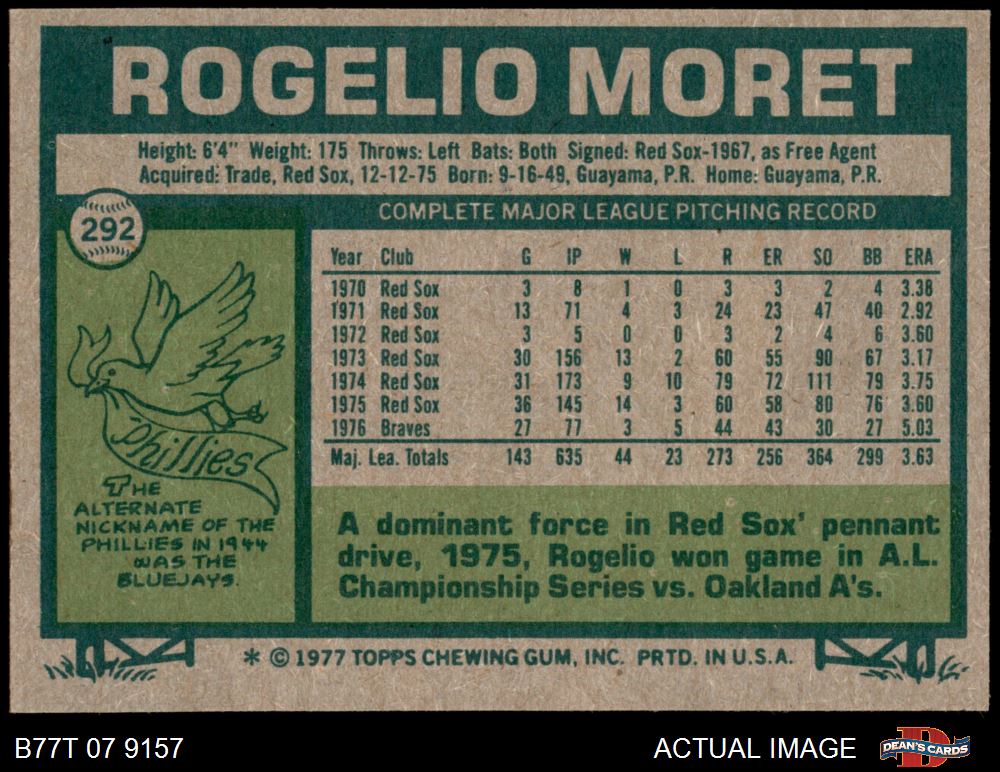 ROGELIO MORET
Height: 6'4" Weight: 175 Throws: Left Bats: Both Signed: Red Sox-1967, as Free Agent
Acquired: Trade, Red Sox, 12-12-75 Born: 9-16-49, Guayama, P.R. Home: Guayama, P.R.
292
COMPLETE MAJOR LEAGUE PITCHING RECORD
Year Club G IP W L R ER SO BB ERA
1970 Red Sox 3 8 1 0 3 3 2 4 3.38
1971 Red Sox 13 71 4 3 24 23 47 40 2.92
1972 Red Sox 3 5 0 0 3 2 4 6 3.60
1973 Red Sox 30 156 13 2 60 55 90 67 3.17
1974 Red Sox 31 173 9 10 79 72 111 79 3.75
1975 Red Sox 36 145 14 3 60 58 80 76 3.60
1976 Braves 27 77 3 5 44 43 30 27 5.03
Maj. Lea. Totals 143 635 44 23 273 256 364 299 3.63
Phillies
THE
ALTERNATE
NICKNAME OF THE
PHILLIES IN 1944
WAS THE
BLUEJAYS.
A dominant force in Red Sox' pennant
drive, 1975, Rogelio won game in A.L.
Championship Series vs. Oakland A's.
* © 1977 TOPPS CHEWING GUM, INC. PRTD. IN U.S.A.
B77T 07 9157
ACTUAL IMAGE
D
DEAN'S CARDS